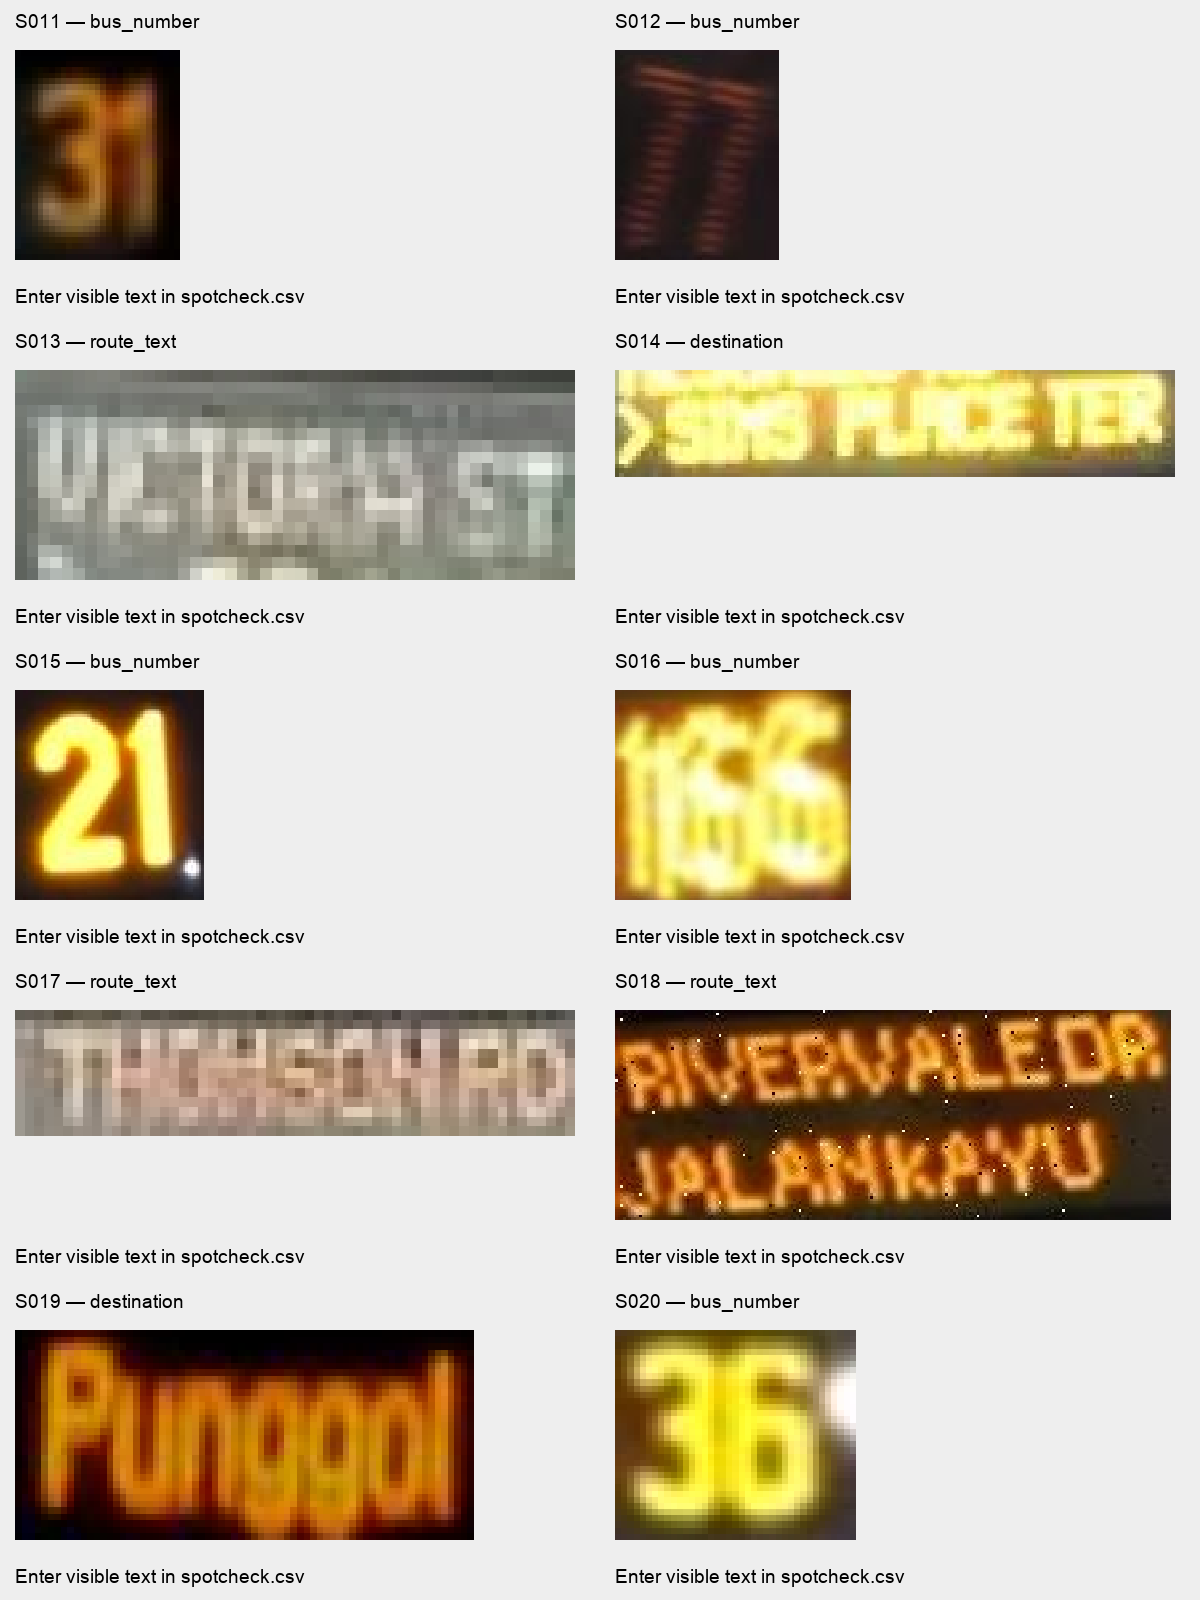 S011 — bus_number
S012 — bus_number
31
77
Enter visible text in spotcheck.csv
Enter visible text in spotcheck.csv
S013 — route_text
S014 — destination
VICTORIA ST
>SIMS PLACE TER
Enter visible text in spotcheck.csv
Enter visible text in spotcheck.csv
S015 — bus_number
S016 — bus_number
21
166
Enter visible text in spotcheck.csv
Enter visible text in spotcheck.csv
S017 — route_text
S018 — route_text
THOMSON RD
RIVERVALE DR
JALAN KAYU
Enter visible text in spotcheck.csv
Enter visible text in spotcheck.csv
S019 — destination
S020 — bus_number
Punggol
36
Enter visible text in spotcheck.csv
Enter visible text in spotcheck.csv